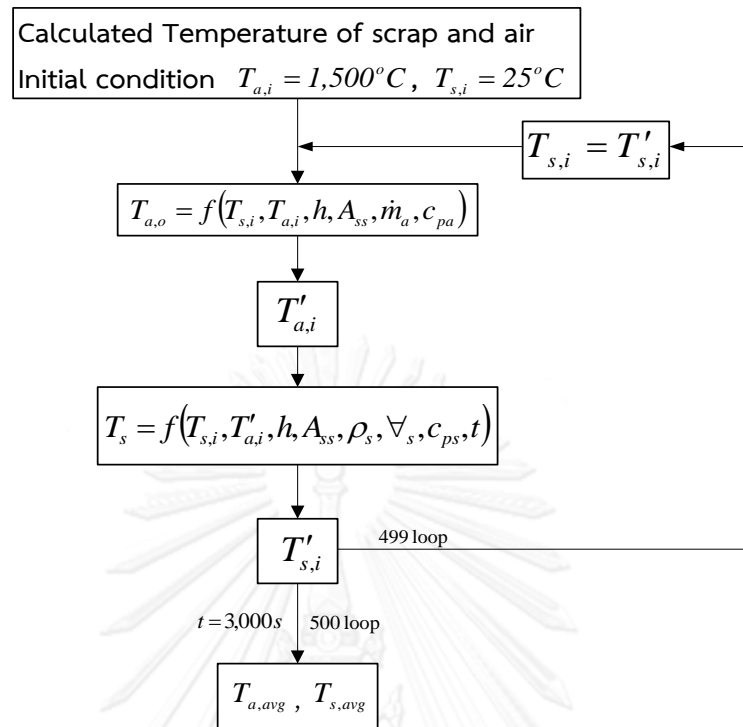 Calculated Temperature of scrap and air
Initial condition T_{a,i} = 1,500°C , T_{s,i} = 25°C
T_{s,i} = T'_{s,i}
T_{a,o} = f(T_{s,i}, T_{a,i}, h, A_{ss}, ṁ_a, c_{pa})
T'_{a,i}
T_s = f(T_{s,i}, T'_{a,i}, h, A_{ss}, ρ_s, ∀_s, c_{ps}, t)
T'_{s,i}
499 loop
t = 3,000 s
500 loop
T_{a,avg} , T_{s,avg}